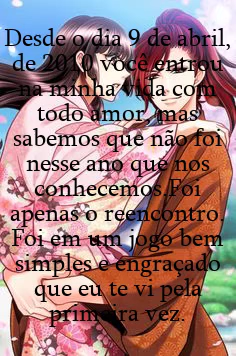 Desde o dia 9 de abril,
de 2010 você entrou
na minha vida com
todo amor, mas
sabemos que não foi
nesse ano que nos
conhecemos.Foi
apenas o reencontro.
Foi em um jogo bem
simples e engraçado
que eu te vi pela
primeira vez.